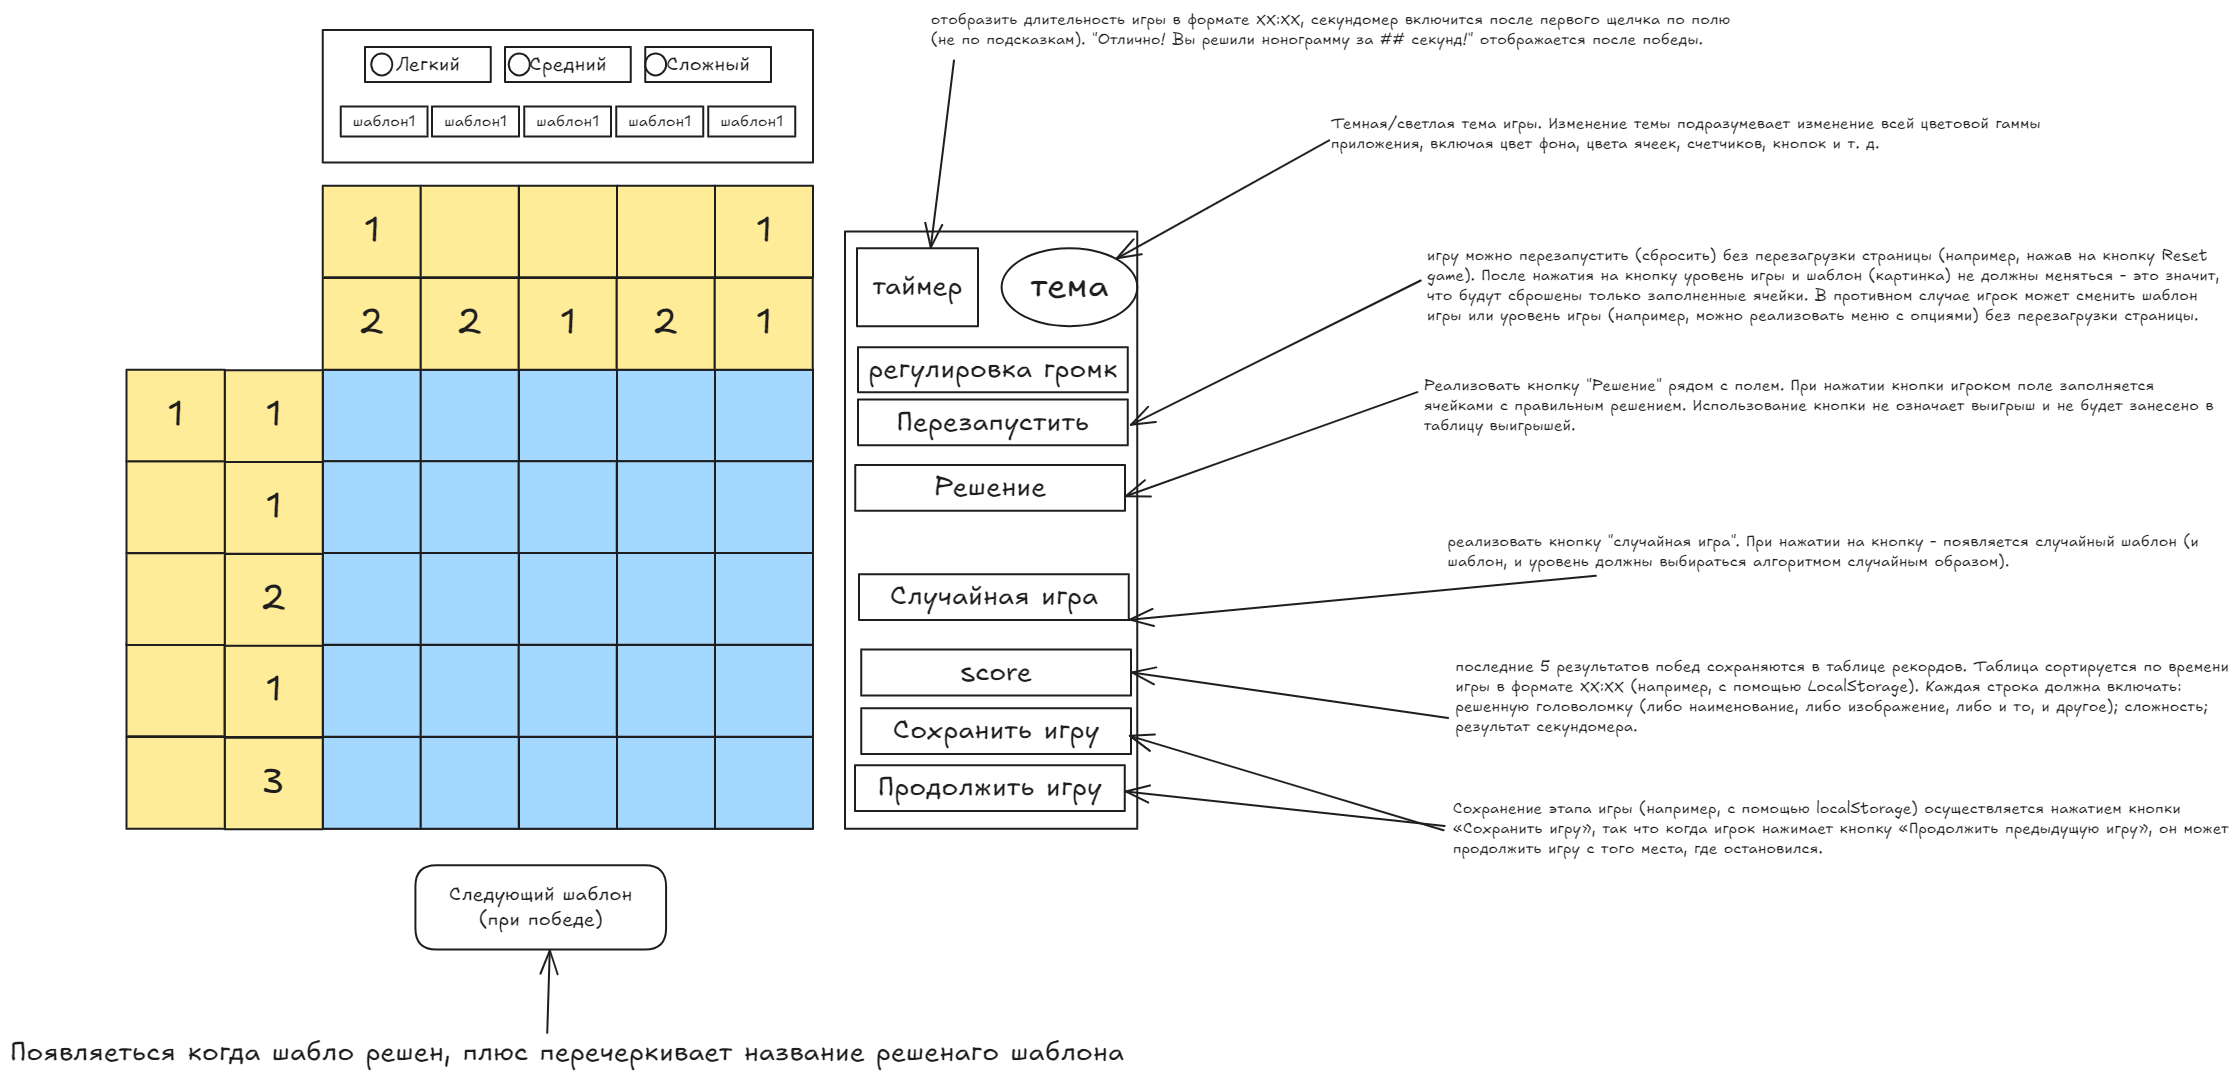 отобразить длительность игры в формате XX:XX, секундомер включится после первого щелчка по полю
(не по подсказкам). "Отлично! Вы решили нонограмму за ## секунд!" отображается после победы.
Легкий Средний Сложный
шаблон1 шаблон1 шаблон1 шаблон1 шаблон1
Темная/светлая тема игры. Изменение темы подразумевает изменение всей цветовой гаммы
приложения, включая цвет фона, цвета ячеек, счетчиков, кнопок и т. д.
1 1
2 2 1 2 1
1 1
1
2
1
3
таймер тема
регулировка громк
Перезапустить
Решение
Случайная игра
score
Сохранить игру
Продолжить игру
игру можно перезапустить (сбросить) без перезагрузки страницы (например, нажав на кнопку Reset
game). После нажатия на кнопку уровень игры и шаблон (картинка) не должны меняться - это значит,
что будут сброшены только заполненные ячейки. В противном случае игрок может сменить шаблон
игры или уровень игры (например, можно реализовать меню с опциями) без перезагрузки страницы.
Реализовать кнопку "Решение" рядом с полем. При нажатии кнопки игроком поле заполняется
ячейками с правильным решением. Использование кнопки не означает выигрыш и не будет занесено в
таблицу выигрышей.
реализовать кнопку "случайная игра". При нажатии на кнопку - появляется случайный шаблон (и
шаблон, и уровень должны выбираться алгоритмом случайным образом).
последние 5 результатов побед сохраняются в таблице рекордов. Таблица сортируется по времени
игры в формате XX:XX (например, с помощью LocalStorage). Каждая строка должна включать:
решенную головоломку (либо наименование, либо изображение, либо и то, и другое); сложность;
результат секундомера.
Сохранение этапа игры (например, с помощью localStorage) осуществляется нажатием кнопки
«Сохранить игру», так что когда игрок нажимает кнопку «Продолжить предыдущую игру», он может
продолжить игру с того места, где остановился.
Следующий шаблон
(при победе)
Появляеться когда шабло решен, плюс перечеркивает название решенаго шаблона